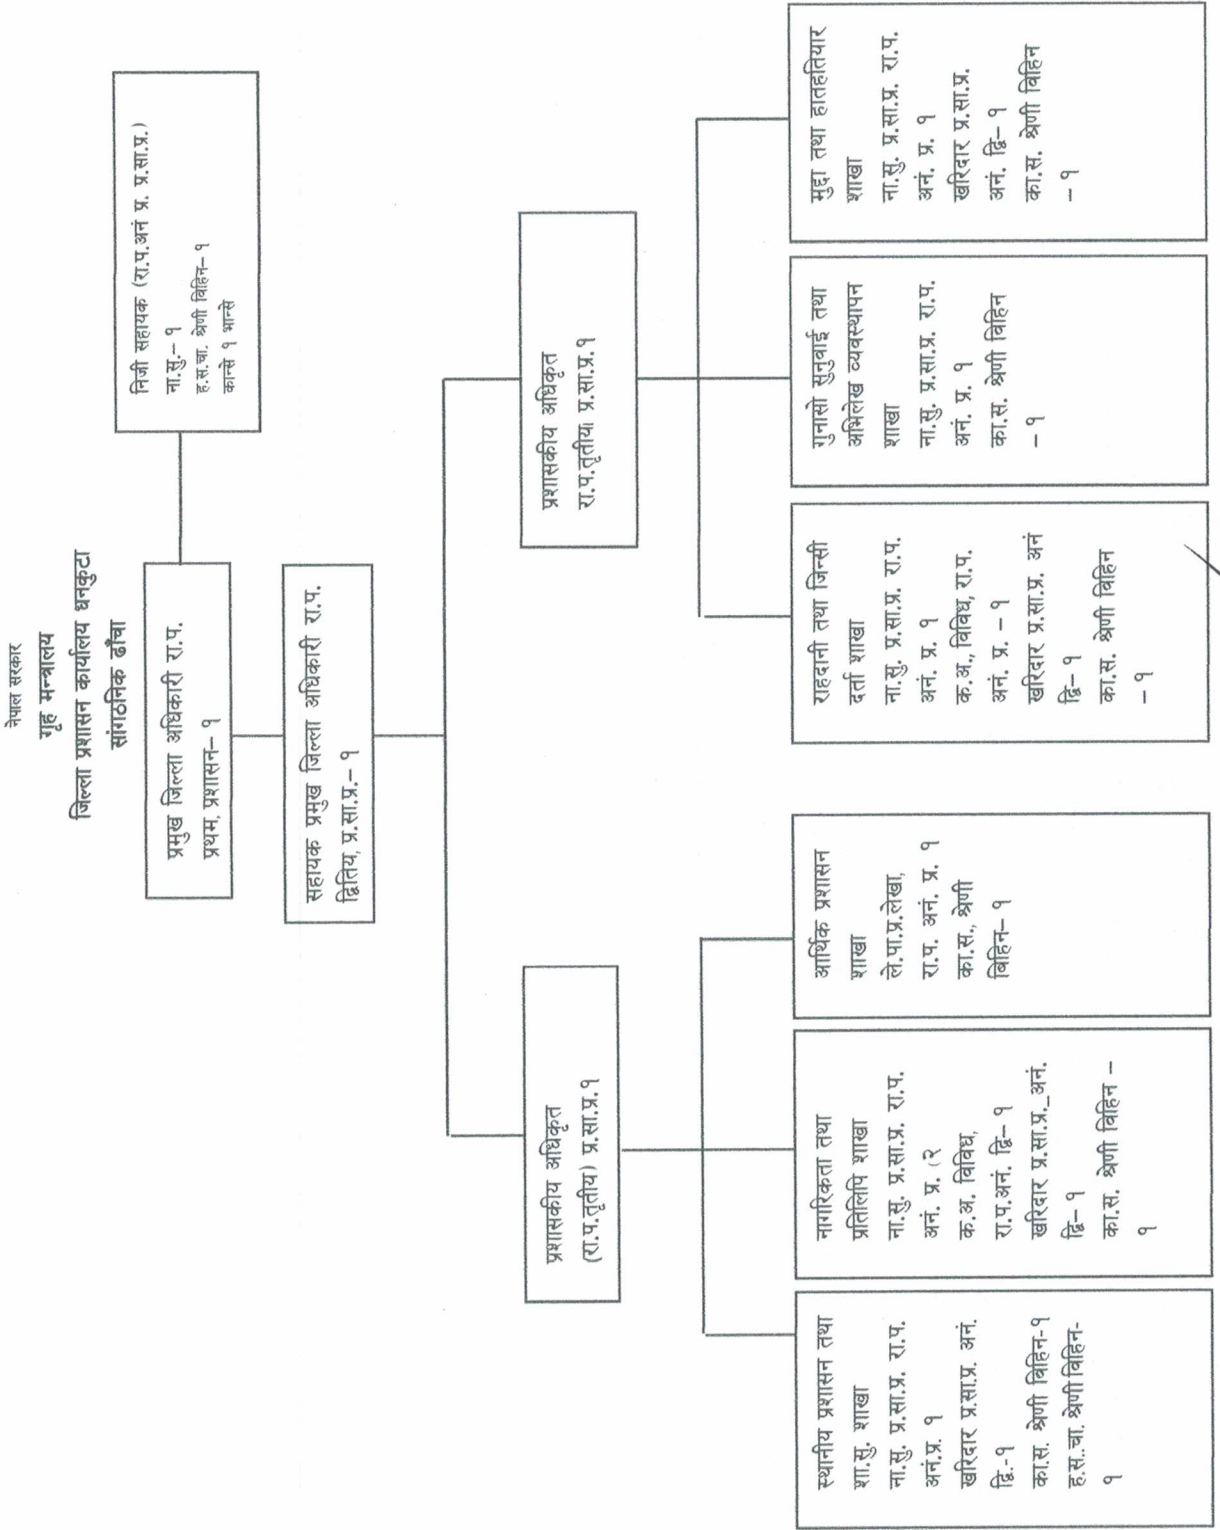 नेपाल सरकार
गृह मन्त्रालय
जिल्ला प्रशासन कार्यालय धनकुटा
सांगठनिक ढाँचा
प्रमुख जिल्ला अधिकारी रा.प.
प्रथम, प्रशासन– १
निजी सहायक (रा.प.अनं प्र. प्र.सा.प्र.)
ना.सु.– १
ह.स.चा. श्रेणी विहिन– १
कान्से १ भान्से
सहायक प्रमुख जिल्ला अधिकारी रा.प.
द्वितिय, प्र.सा.प्र.– १
प्रशासकीय अधिकृत
(रा.प.तृतीय) प्र.सा.प्र.१
प्रशासकीय अधिकृत
रा.प.तृतीय प्र.सा.प्र.१
स्थानीय प्रशासन तथा
शा.सु. शाखा
ना.सु. प्र.सा.प्र. रा.प.
अनं.प्र. १
खरिदार प्र.सा.प्र. अनं.
द्वि.-१
का.स. श्रेणी विहिन-१
ह.स..चा. श्रेणी विहिन-
१
नागरिकता तथा
प्रतिलिपि शाखा
ना.सु. प्र.सा.प्र. रा.प.
अनं. प्र. (२
क.अ. विविध,
रा.प.अनं. द्वि– १
खरिदार प्र.सा.प्र._अनं.
द्वि– १
का.स. श्रेणी विहिन –
१
आर्थिक प्रशासन
शाखा
ले.पा.प्र.लेखा,
रा.प. अनं. प्र. १
का.स., श्रेणी
विहिन– १
राहदानी तथा जिन्सी
दर्ता शाखा
ना.सु. प्र.सा.प्र. रा.प.
अनं. प्र. १
क.अ., विविध, रा.प.
अनं. प्र. – १
खरिदार प्र.सा.प्र. अनं
द्वि– १
का.स. श्रेणी विहिन
– १
गुनासो सुनुवाई तथा
अभिलेख व्यवस्थापन
शाखा
ना.सु. प्र.सा.प्र. रा.प.
अनं. प्र. १
का.स. श्रेणी विहिन
– १
मुद्दा तथा हातहतियार
शाखा
ना.सु. प्र.सा.प्र. रा.प.
अनं. प्र. १
खरिदार प्र.सा.प्र.
अनं. द्वि– १
का.स. श्रेणी विहिन
– १